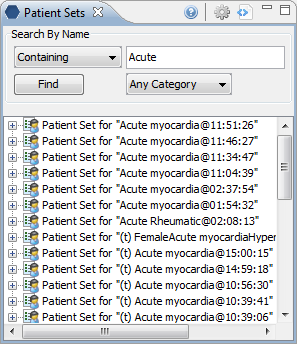 Patient Sets
Search By Name
Containing
Acute
Find
Any Category
Patient Set for "Acute myocardia@11:51:26"
Patient Set for "Acute myocardia@11:46:27"
Patient Set for "Acute myocardia@11:34:47"
Patient Set for "Acute myocardia@11:04:39"
Patient Set for "Acute myocardia@02:37:54"
Patient Set for "Acute myocardia@01:54:32"
Patient Set for "Acute Rheumatic@02:08:13"
Patient Set for "(t) FemaleAcute myocardiaHyper
Patient Set for "(t) Acute myocardia@15:00:15"
Patient Set for "(t) Acute myocardia@14:59:18"
Patient Set for "(t) Acute myocardia@10:56:30"
Patient Set for "(t) Acute myocardia@10:39:41"
Patient Set for "(t) Acute myocardia@10:39:06"